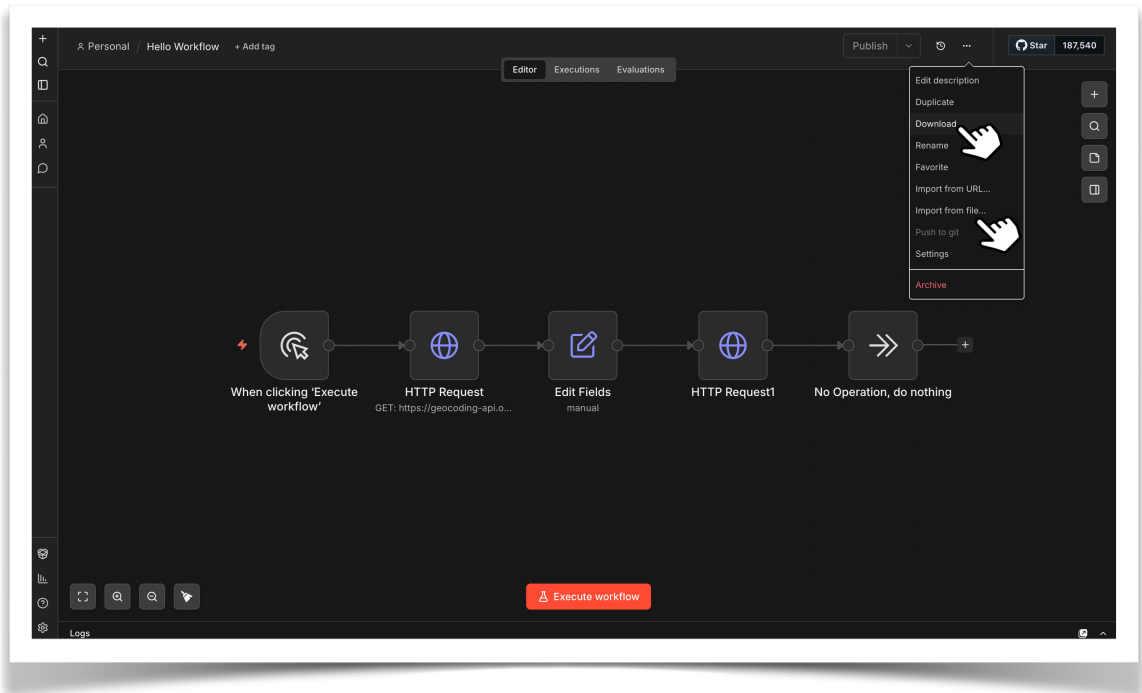 Personal / Hello Workflow + Add tag
Publish
Star 187,540
Editor Executions Evaluations
Edit description
Duplicate
Download
Rename
Favorite
Import from URL...
Import from file...
Push to git
Settings
Archive
When clicking ‘Execute
workflow’
HTTP Request
GET: https://geocoding-api.o...
Edit Fields
manual
HTTP Request1
No Operation, do nothing
Execute workflow
Logs